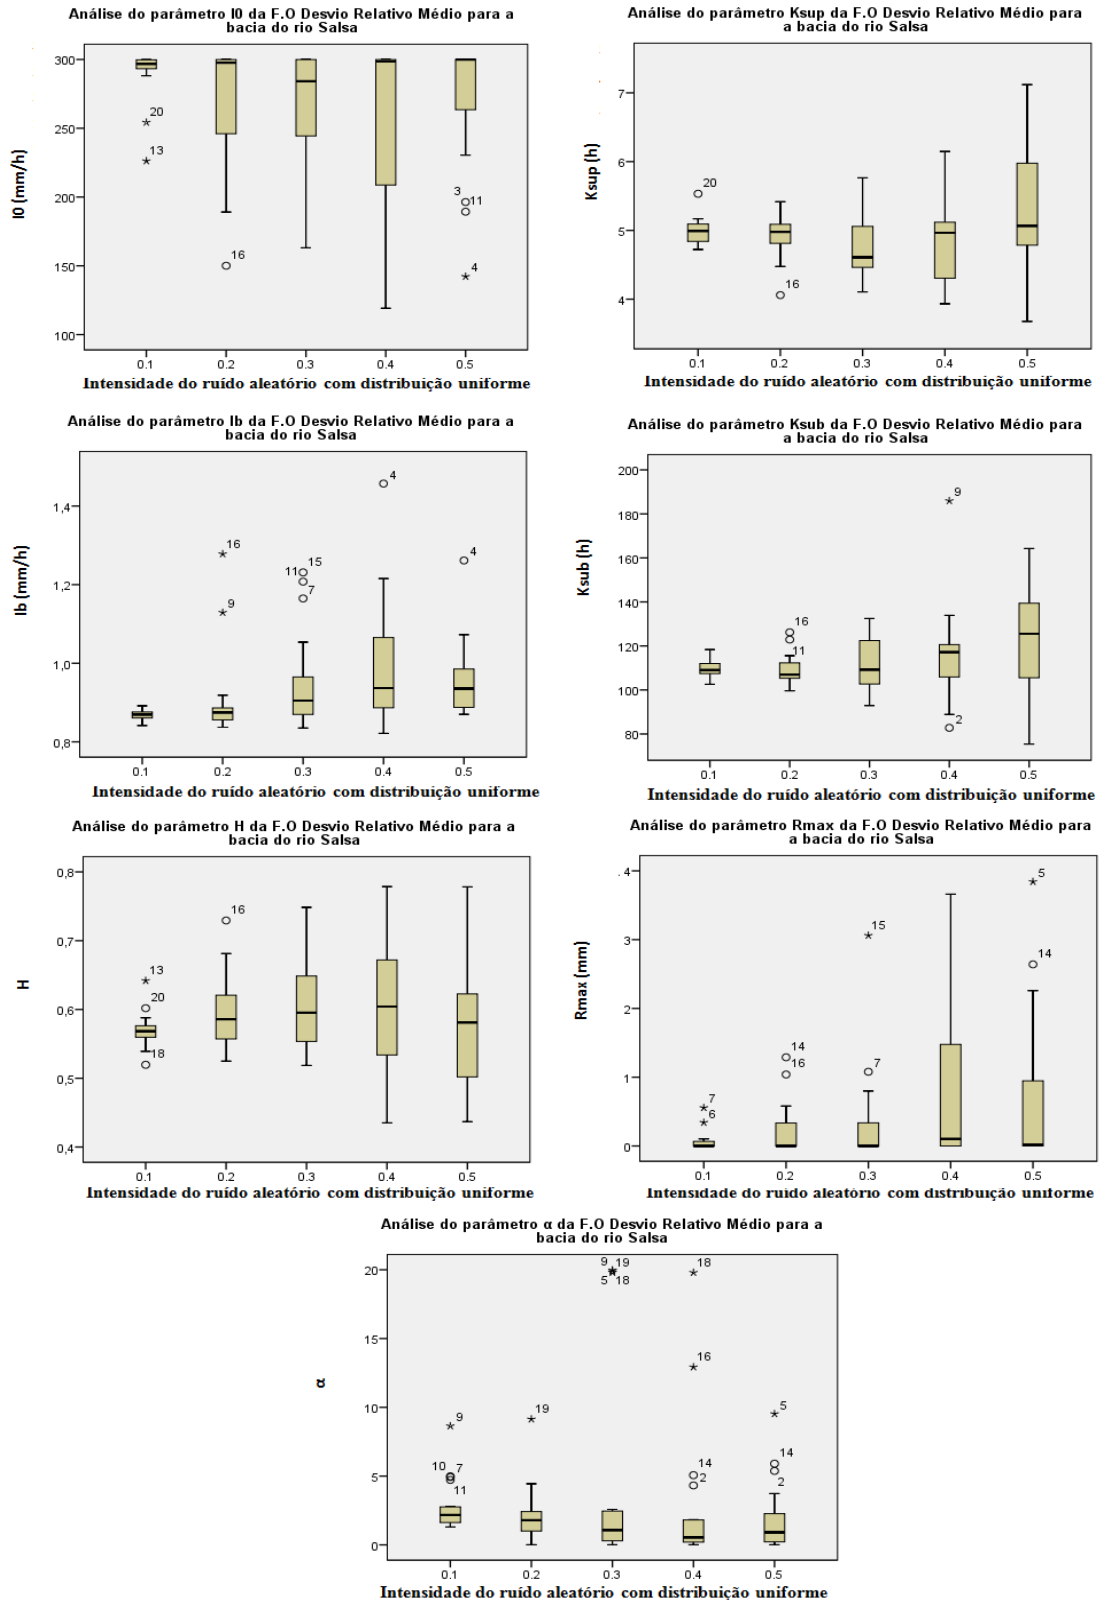 Análise do parâmetro I0 da F.O Desvio Relativo Médio para a
bacia do rio Salsa
I0 (mm/h)
300
250
200
150
100
20
13
16
3
11
4
0.1 0.2 0.3 0.4 0.5
Intensidade do ruído aleatório com distribuição uniforme
Análise do parâmetro Ksup da F.O Desvio Relativo Médio para
a bacia do rio Salsa
Ksup (h)
7
6
5
4
20
16
0.1 0.2 0.3 0.4 0.5
Intensidade do ruído aleatório com distribuição uniforme
Análise do parâmetro Ib da F.O Desvio Relativo Médio para a
bacia do rio Salsa
Ib (mm/h)
1,4
1,2
1,0
0,8
16
9
11
15
7
4
4
0.1 0.2 0.3 0.4 0.5
Intensidade do ruído aleatório com distribuição uniforme
Análise do parâmetro Ksub da F.O Desvio Relativo Médio para
a bacia do rio Salsa
Ksub (h)
200
180
160
140
120
100
80
16
11
9
2
0.1 0.2 0.3 0.4 0.5
Intensidade do ruído aleatório com distribuição uniforme
Análise do parâmetro H da F.O Desvio Relativo Médio para a
bacia do rio Salsa
H
0,8
0,7
0,6
0,5
0,4
13
20
18
16
0.1 0.2 0.3 0.4 0.5
Intensidade do ruído aleatório com distribuição uniforme
Análise do parâmetro Rmax da F.O Desvio Relativo Médio para
a bacia do rio Salsa
Rmax (mm)
4
3
2
1
0
7
6
14
16
15
7
5
14
0.1 0.2 0.3 0.4 0.5
Intensidade do ruído aleatório com distribuição uniforme
Análise do parâmetro α da F.O Desvio Relativo Médio para a
bacia do rio Salsa
α
20
15
10
5
0
9
10
7
11
19
9
19
5
18
18
16
14
2
5
14
2
0.1 0.2 0.3 0.4 0.5
Intensidade do ruído aleatório com distribuição uniforme